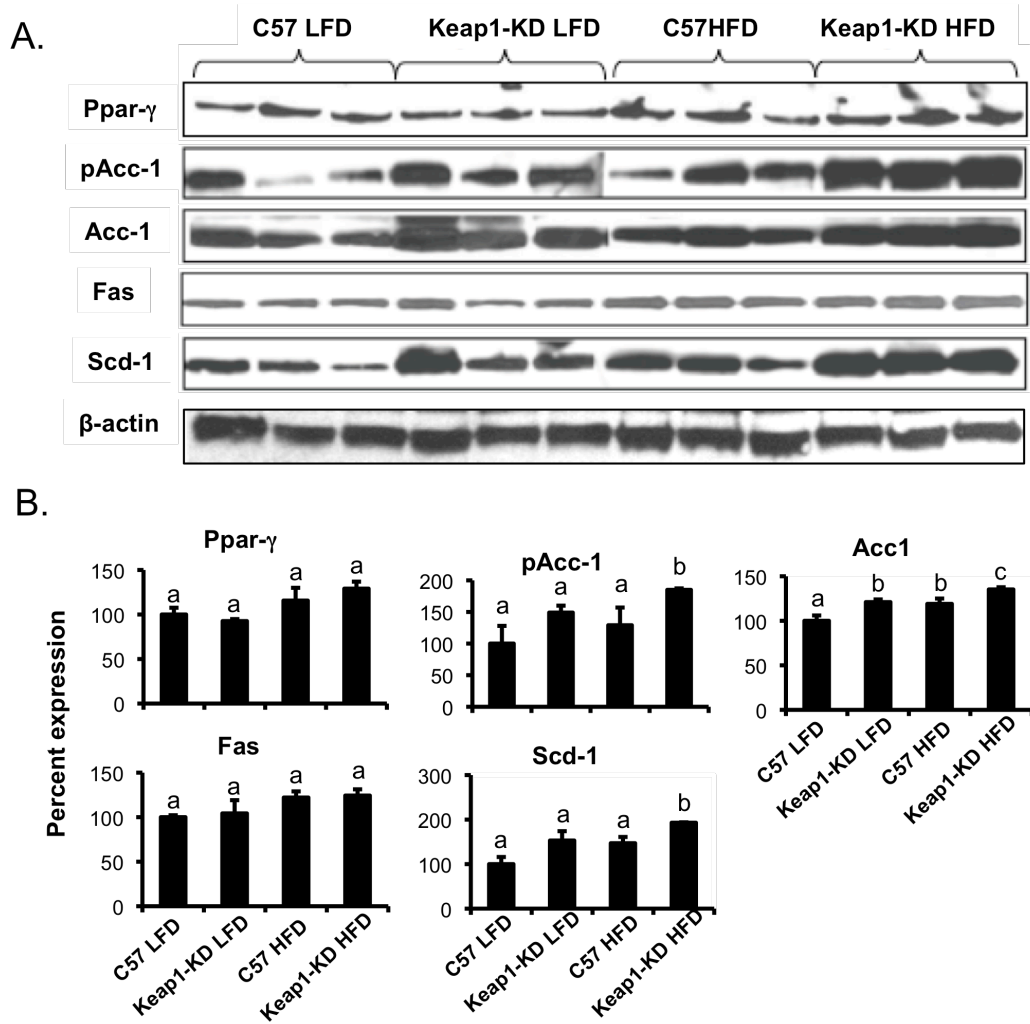 A.
C57 LFD Keap1-KD LFD C57HFD Keap1-KD HFD
Ppar-γ
pAcc-1
Acc-1
Fas
Scd-1
β-actin
B.
Percent expression
Ppar-γ
150
100
50
0
a a a a
pAcc-1
200
150
100
50
0
a a a b
Acc1
150
100
50
0
a b b c
C57 LFD
Keap1-KD LFD
C57 HFD
Keap1-KD HFD
Fas
150
100
50
0
a a a a
C57 LFD
Keap1-KD LFD
C57 HFD
Keap1-KD HFD
Scd-1
300
200
100
0
a a a b
C57 LFD
Keap1-KD LFD
C57 HFD
Keap1-KD HFD